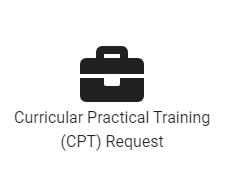 Curricular Practical Training
(CPT) Request